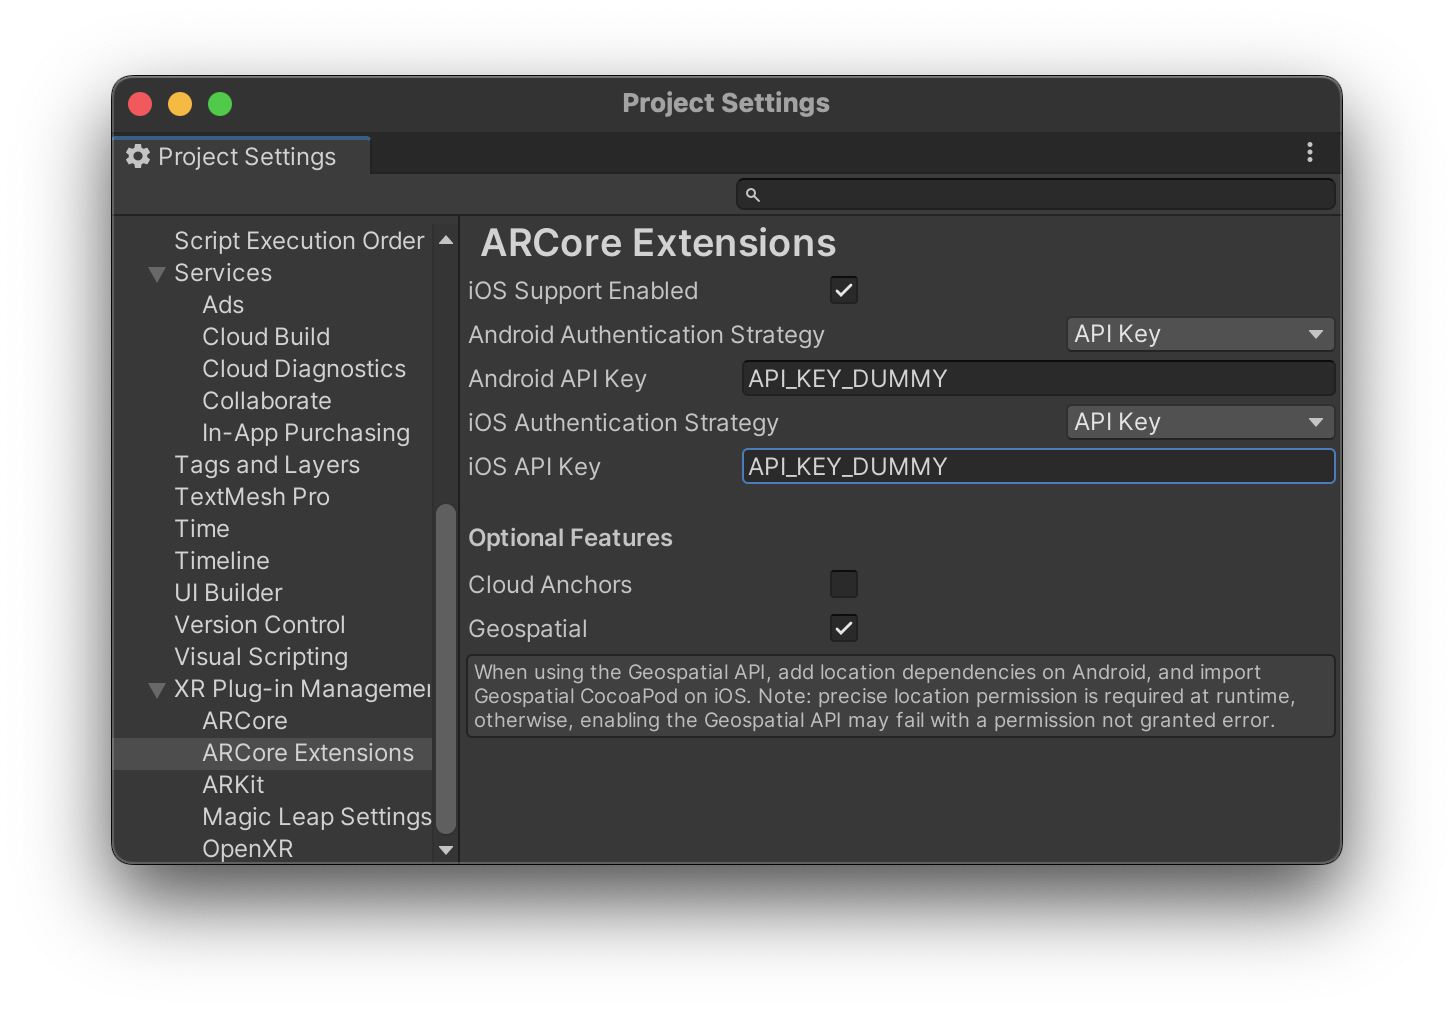 Project Settings
Project Settings
Script Execution Order
Services
Ads
Cloud Build
Cloud Diagnostics
Collaborate
In-App Purchasing
Tags and Layers
TextMesh Pro
Time
Timeline
UI Builder
Version Control
Visual Scripting
XR Plug-in Managemer
ARCore
ARCore Extensions
ARKit
Magic Leap Settings
OpenXR
ARCore Extensions
iOS Support Enabled
Android Authentication Strategy API Key
Android API Key API_KEY_DUMMY
iOS Authentication Strategy API Key
iOS API Key API_KEY_DUMMY
Optional Features
Cloud Anchors
Geospatial
When using the Geospatial API, add location dependencies on Android, and import
Geospatial CocoaPod on iOS. Note: precise location permission is required at runtime,
otherwise, enabling the Geospatial API may fail with a permission not granted error.